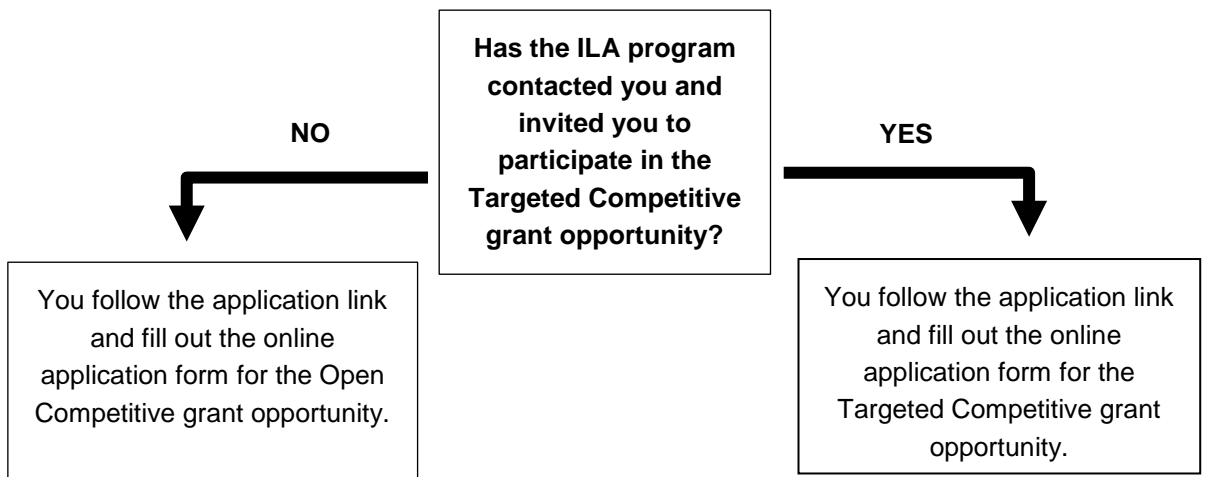 Has the ILA program
contacted you and
invited you to
participate in the
Targeted Competitive
grant opportunity?
NO
YES
You follow the application link
and fill out the online
application form for the Open
Competitive grant opportunity.
You follow the application link
and fill out the online
application form for the
Targeted Competitive grant
opportunity.